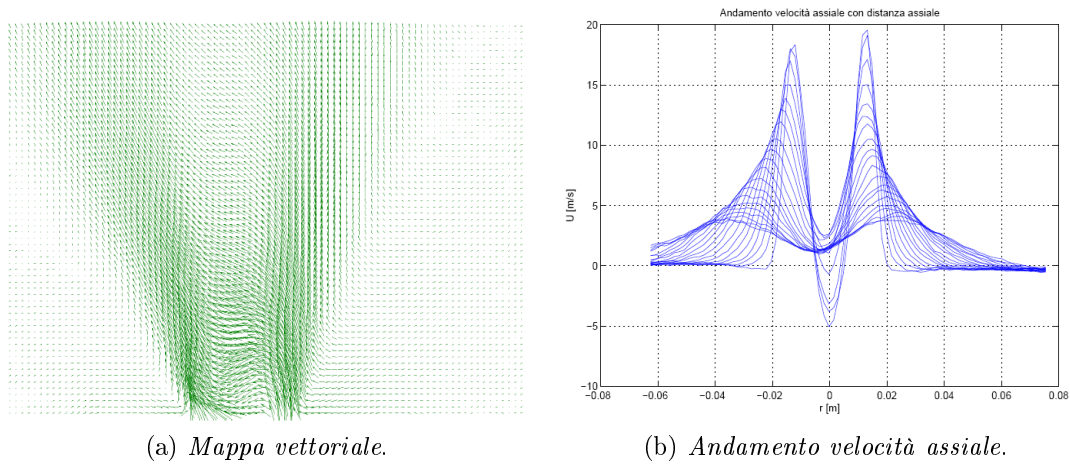 Andamento velocità assiale con distanza assiale
20
15
10
5
0
−5
−10
U [m/s]
−0.08 −0.06 −0.04 −0.02 0 0.02 0.04 0.06 0.08
r [m]
(a) Mappa vettoriale.
(b) Andamento velocità assiale.